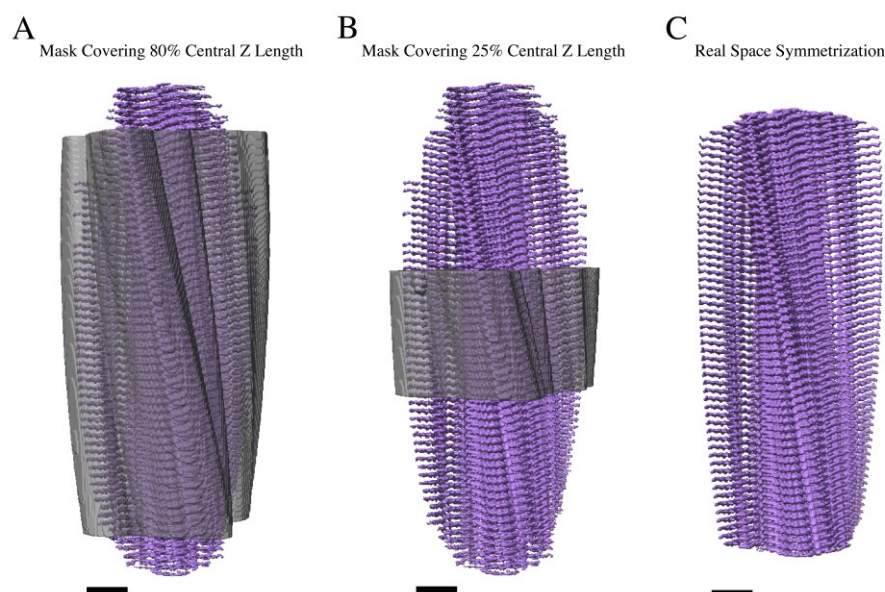 A
Mask Covering 80% Central Z Length
B
Mask Covering 25% Central Z Length
C
Real Space Symmetrization